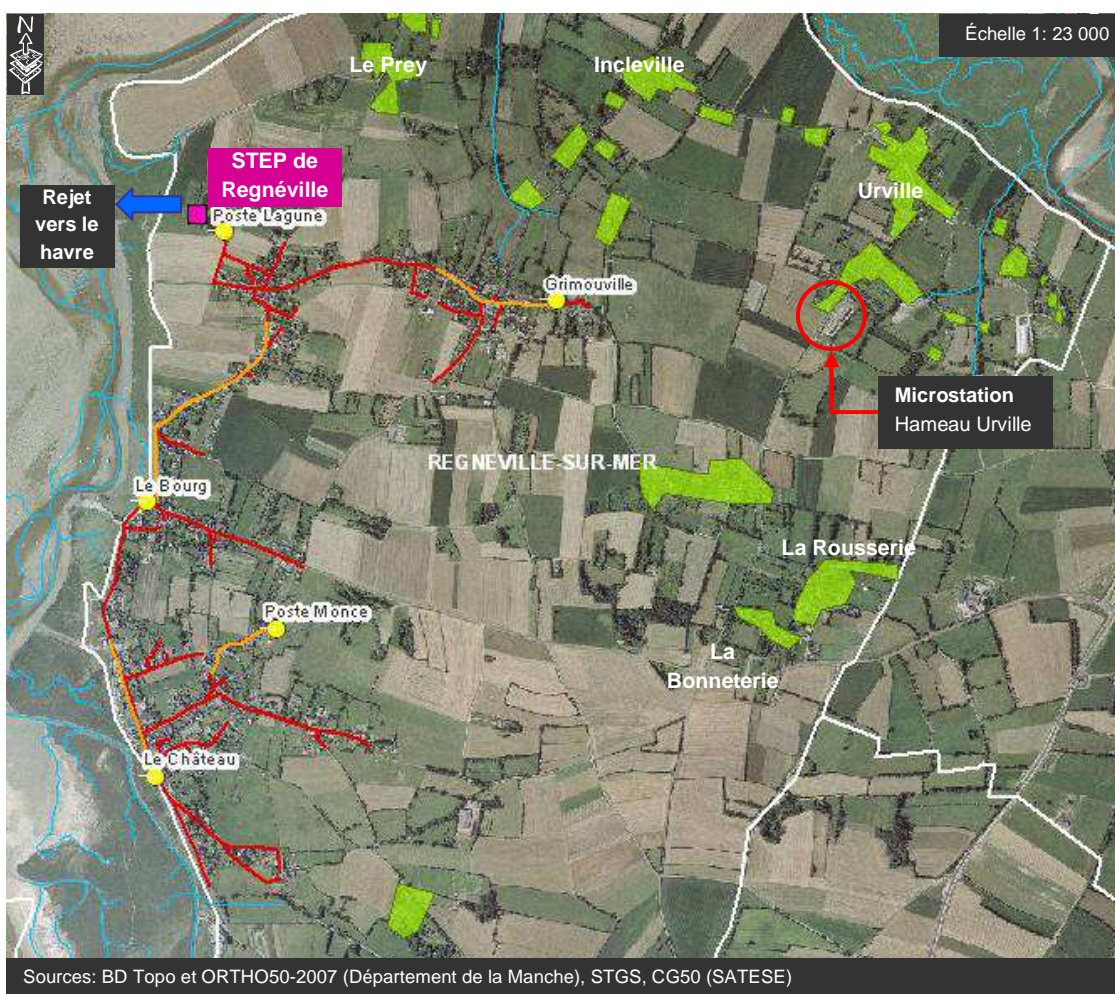 N
Échelle 1: 23 000
Le Prey
Incleville
STEP de
Regnéville
Urville
Rejet
vers le
havre
Poste Lagune
Grimouville
Microstation
Hameau Urville
REGNEVILLE-SUR-MER
Le Bourg
La Rousserie
Poste Monce
La
Bonneterie
Le Château
Sources: BD Topo et ORTHO50-2007 (Département de la Manche), STGS, CG50 (SATESE)